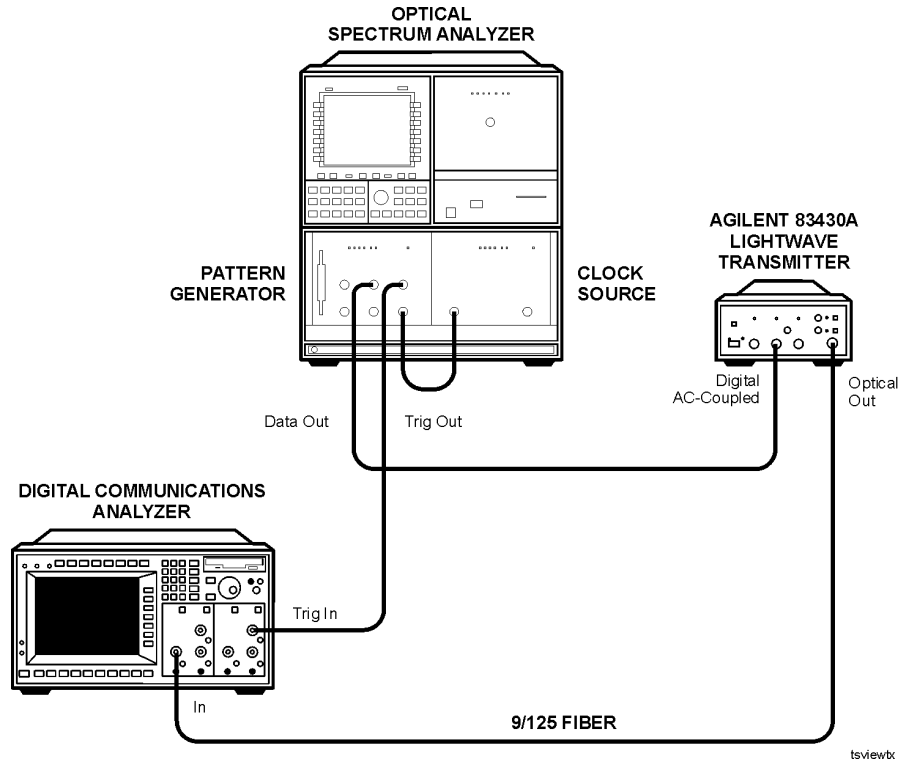 OPTICAL
SPECTRUM ANALYZER
AGILENT 83430A
LIGHTWAVE
TRANSMITTER
PATTERN
GENERATOR
CLOCK
SOURCE
Digital
AC-Coupled
Optical
Out
Data Out
Trig Out
DIGITAL COMMUNICATIONS
ANALYZER
Trig In
In
9/125 FIBER
tsviewtx